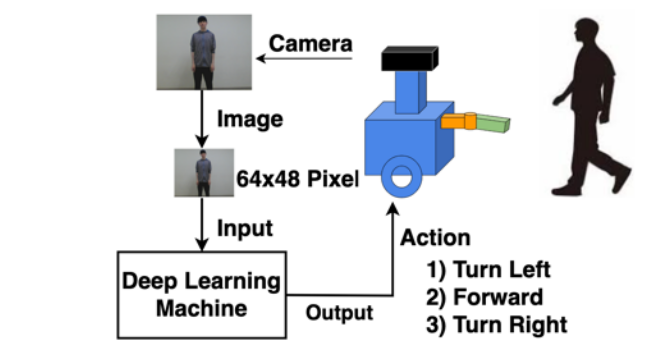 Camera
Image
64x48 Pixel
Input
Deep Learning
Machine
Output
Action
1) Turn Left
2) Forward
3) Turn Right